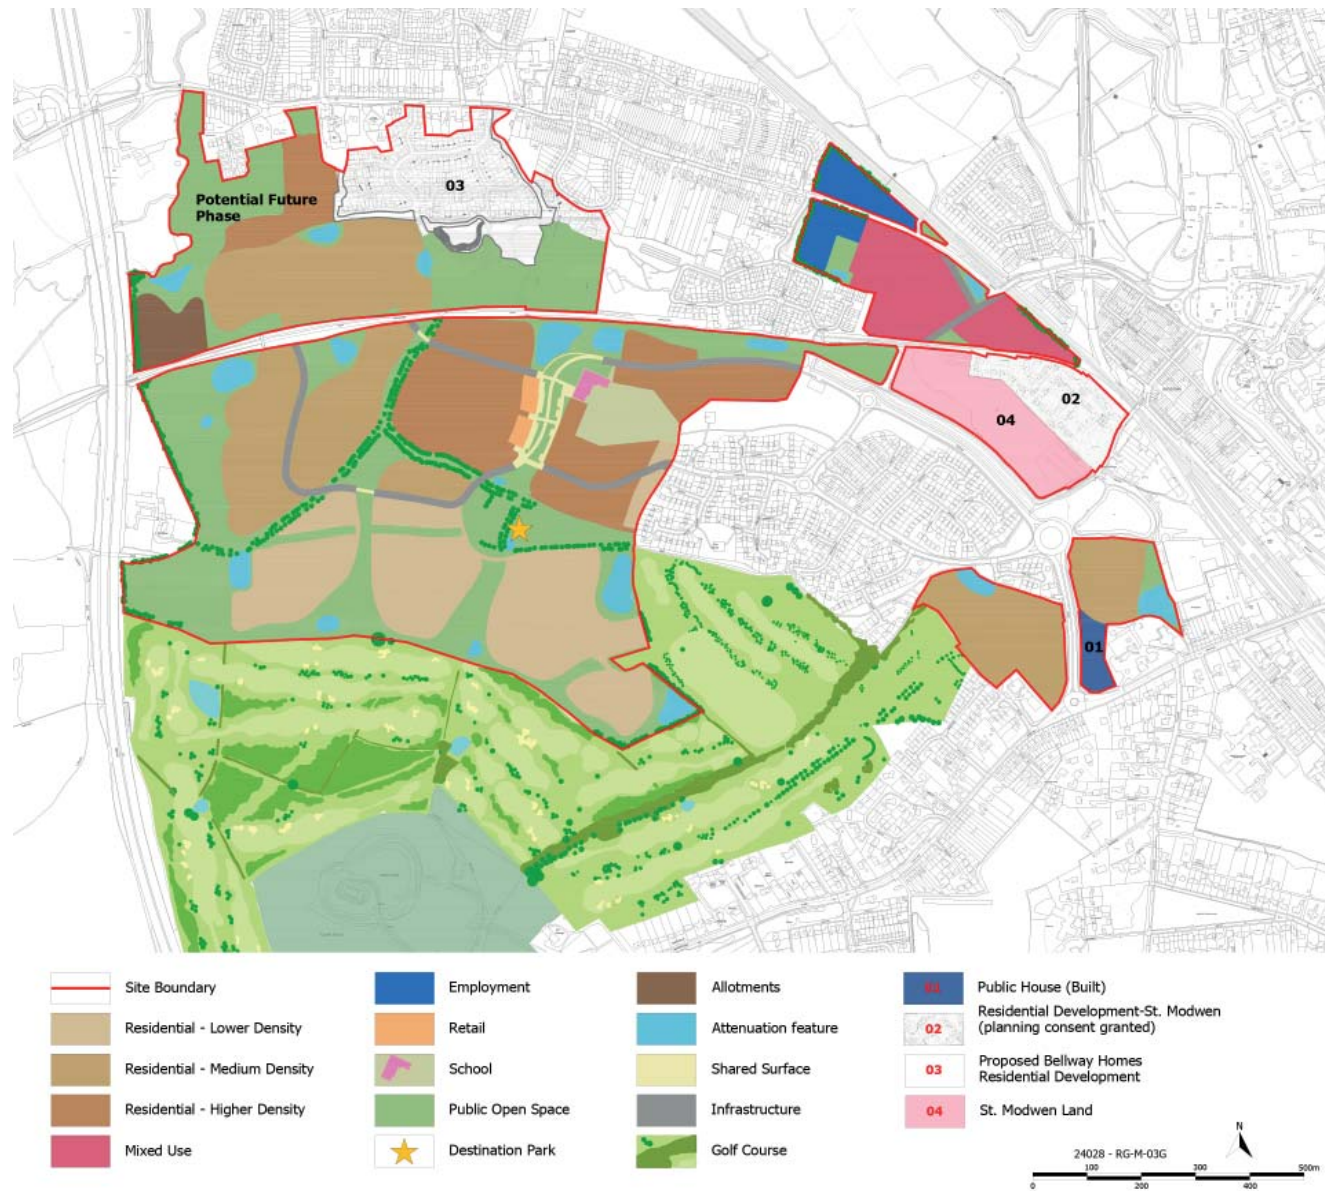 03
Potential Future
Phase
02
04
01
Site Boundary
Residential - Lower Density
Residential - Medium Density
Residential - Higher Density
Mixed Use
Employment
Retail
School
Public Open Space
Destination Park
Allotments
Attenuation feature
Shared Surface
Infrastructure
Golf Course
01 Public House (Built)
02 Residential Development-St. Modwen
(planning consent granted)
03 Proposed Bellway Homes
Residential Development
04 St. Modwen Land
N
24028 - RG-M-03G
100 300 500m
0 200 400